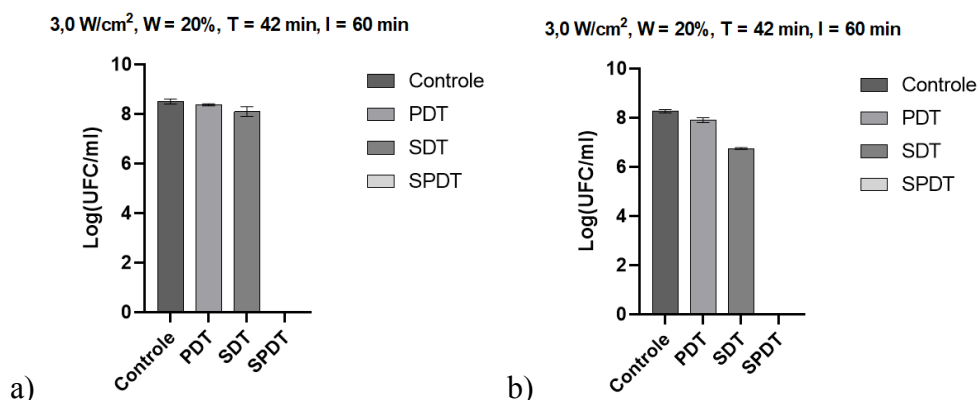 3,0 W/cm², W = 20%, T = 42 min, I = 60 min
10
8
6
4
2
0
Log(UFC/ml)
Controle
PDT
SDT
SPDT
Controle
PDT
SDT
SPDT
a)
3,0 W/cm², W = 20%, T = 42 min, I = 60 min
10
8
6
4
2
0
Log(UFC/ml)
Controle
PDT
SDT
SPDT
Controle
PDT
SDT
SPDT
b)